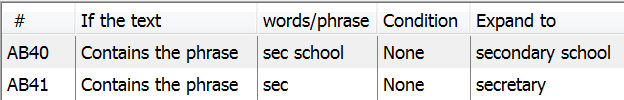 # If the text words/phrase Condition Expand to
AB40 Contains the phrase sec school None secondary school
AB41 Contains the phrase sec None secretary